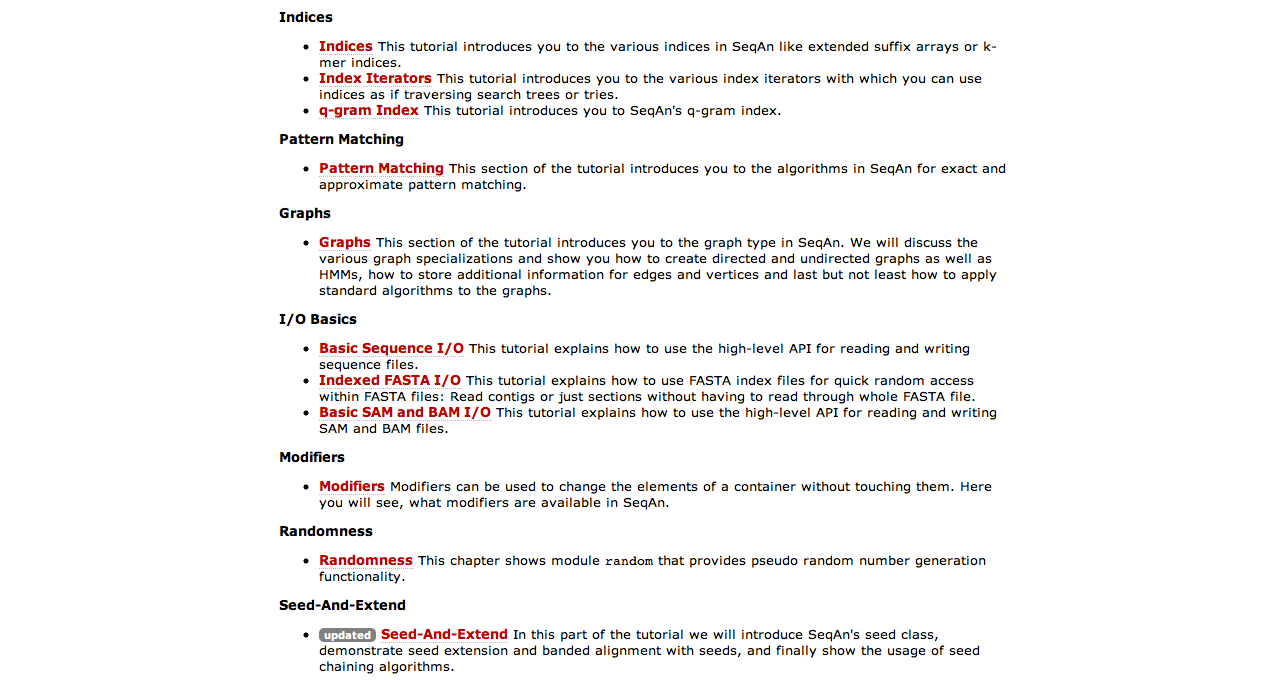 Indices
Indices This tutorial introduces you to the various indices in SeqAn like extended suffix arrays or k-
mer indices.
Index Iterators This tutorial introduces you to the various index iterators with which you can use
indices as if traversing search trees or tries.
q-gram Index This tutorial introduces you to SeqAn's q-gram index.
Pattern Matching
Pattern Matching This section of the tutorial introduces you to the algorithms in SeqAn for exact and
approximate pattern matching.
Graphs
Graphs This section of the tutorial introduces you to the graph type in SeqAn. We will discuss the
various graph specializations and show you how to create directed and undirected graphs as well as
HMMs, how to store additional information for edges and vertices and last but not least how to apply
standard algorithms to the graphs.
I/O Basics
Basic Sequence I/O This tutorial explains how to use the high-level API for reading and writing
sequence files.
Indexed FASTA I/O This tutorial explains how to use FASTA index files for quick random access
within FASTA files: Read contigs or just sections without having to read through whole FASTA file.
Basic SAM and BAM I/O This tutorial explains how to use the high-level API for reading and writing
SAM and BAM files.
Modifiers
Modifiers Modifiers can be used to change the elements of a container without touching them. Here
you will see, what modifiers are available in SeqAn.
Randomness
Randomness This chapter shows module random that provides pseudo random number generation
functionality.
Seed-And-Extend
updated Seed-And-Extend In this part of the tutorial we will introduce SeqAn's seed class,
demonstrate seed extension and banded alignment with seeds, and finally show the usage of seed
chaining algorithms.